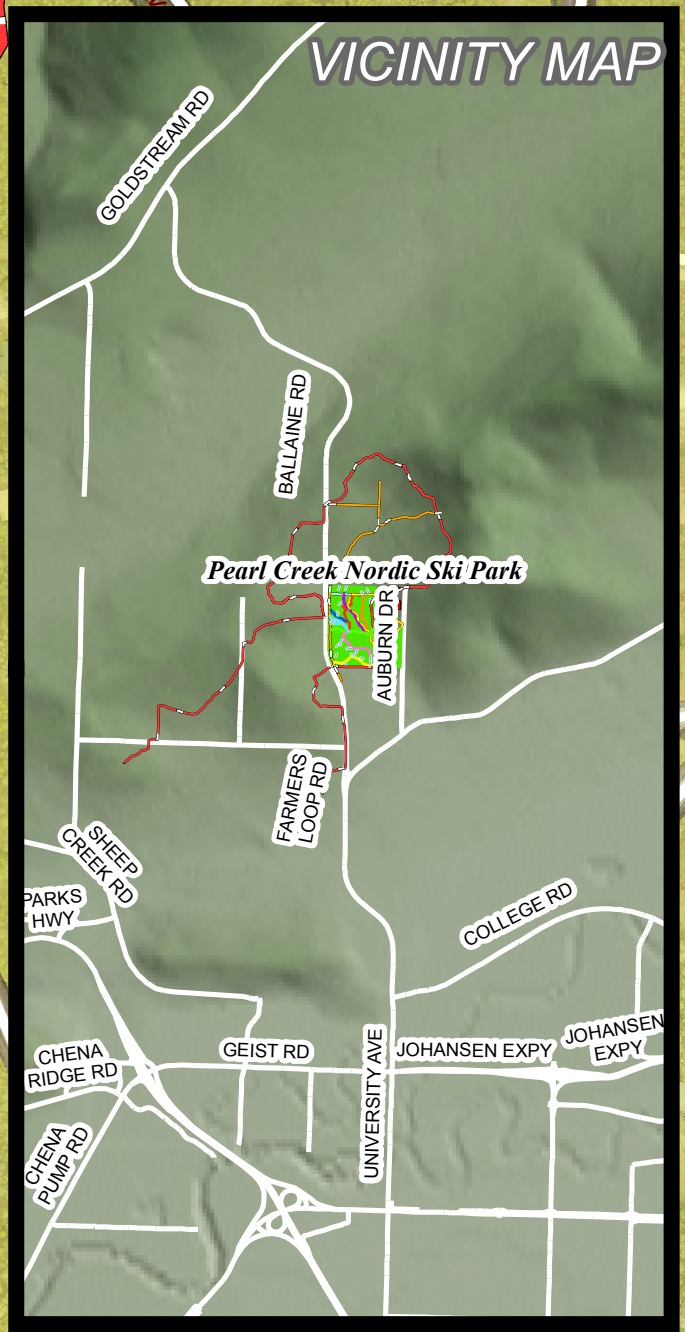 VICINITY MAP
GOLDSTREAM RD
BALLAINE RD
Pearl Creek Nordic Ski Park
AUBURN DR
FARMERS
LOOP RD
SHEEP
CREEK RD
PARKS
HWY
COLLEGE RD
CHENA
RIDGE RD
GEIST RD
UNIVERSITY AVE
JOHANSEN EXPY
JOHANSEN
EXPY
CHENA
PUMP RD